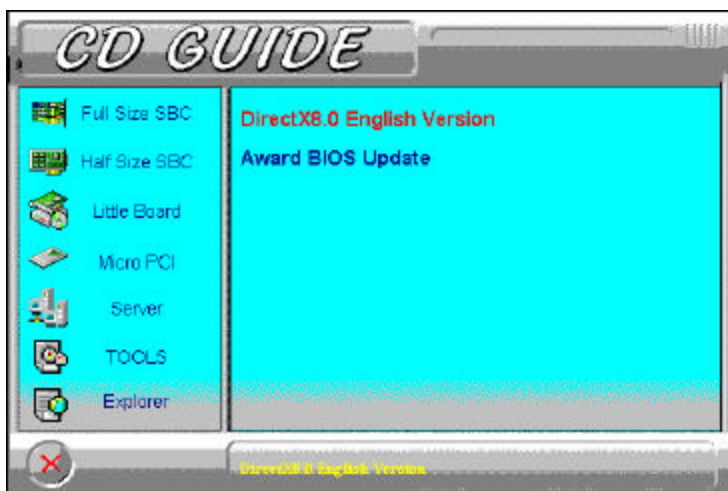 CD GUIDE
Full Size SBC
Half Size SBC
Little Board
Micro PCI
Server
TOOLS
Explorer
DirectX8.0 English Version
Award BIOS Update
DirectX8.0 English Version